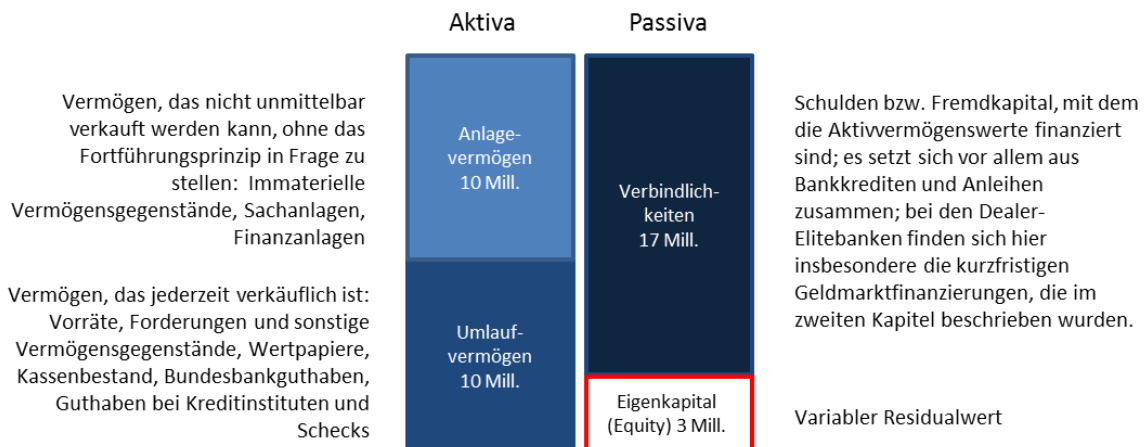 Aktiva
Passiva
Vermögen, das nicht unmittelbar
verkauft werden kann, ohne das
Fortführungsprinzip in Frage zu
stellen: Immaterielle
Vermögensgegenstände, Sachanlagen,
Finanzanlagen
Vermögen, das jederzeit verkäuflich ist:
Vorräte, Forderungen und sonstige
Vermögensgegenstände, Wertpapiere,
Kassenbestand, Bundesbankguthaben,
Guthaben bei Kreditinstituten und
Schecks
Anlage-
vermögen
10 Mill.
Umlauf-
vermögen
10 Mill.
Verbindlich-
keiten
17 Mill.
Eigenkapital
(Equity) 3 Mill.
Schulden bzw. Fremdkapital, mit dem
die Aktivvermögenswerte finanziert
sind; es setzt sich vor allem aus
Bankkrediten und Anleihen
zusammen; bei den Dealer-
Elitebanken finden sich hier
insbesondere die kurzfristigen
Geldmarktfinanzierungen, die im
zweiten Kapitel beschrieben wurden.
Variabler Residualwert